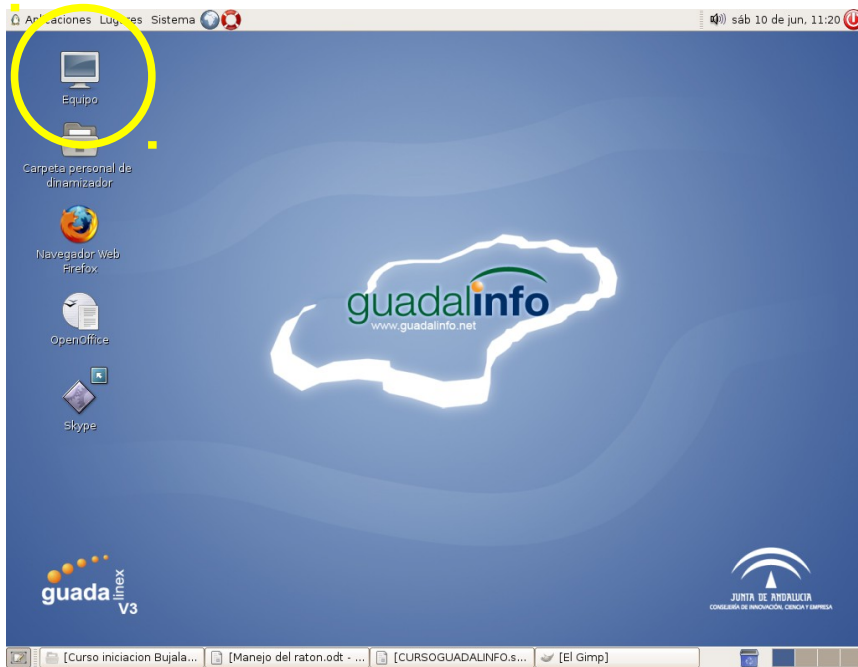 Aplicaciones Lugares Sistema
sáb 10 de jun, 11:20
Equipo
Carpeta personal de
dinamizador
Navegador Web
Firefox
OpenOffice
Skype
guadalinfo
www.guadalinfo.net
guadalinex
V3
JUNTA DE ANDALUCIA
CONSEJERÍA DE INNOVACIÓN, CIENCIA Y EMPRESA
[Curso iniciacion Bujala... [Manejo del raton.odt - ... [CURSOGUADALINFO.s... [El Gimp]